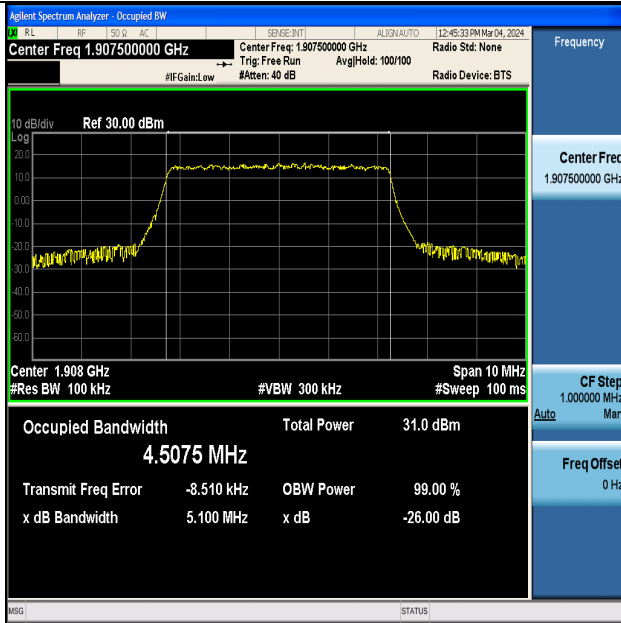 Agilent Spectrum Analyzer - Occupied BW
RL RF 50 Ω AC SENSE:INT ALIGN AUTO 12:45:33 PM Mar 04, 2024
Center Freq 1.907500000 GHz
Center Freq: 1.907500000 GHz
Radio Std: None
Trig: Free Run Avg|Hold: 100/100
#IFGain:Low
#Atten: 40 dB
Radio Device: BTS
10 dB/div Ref 30.00 dBm
Log
20.0
10.0
0.00
-10.0
-20.0
-30.0
-40.0
-50.0
-60.0
Center 1.908 GHz Span 10 MHz
#Res BW 100 kHz #VBW 300 kHz #Sweep 100 ms
Occupied Bandwidth Total Power 31.0 dBm
4.5075 MHz
Transmit Freq Error -8.510 kHz OBW Power 99.00 %
x dB Bandwidth 5.100 MHz x dB -26.00 dB
Frequency
Center Freq
1.907500000 GHz
CF Step
1.000000 MHz
Auto Man
Freq Offset
0 Hz
MSG STATUS